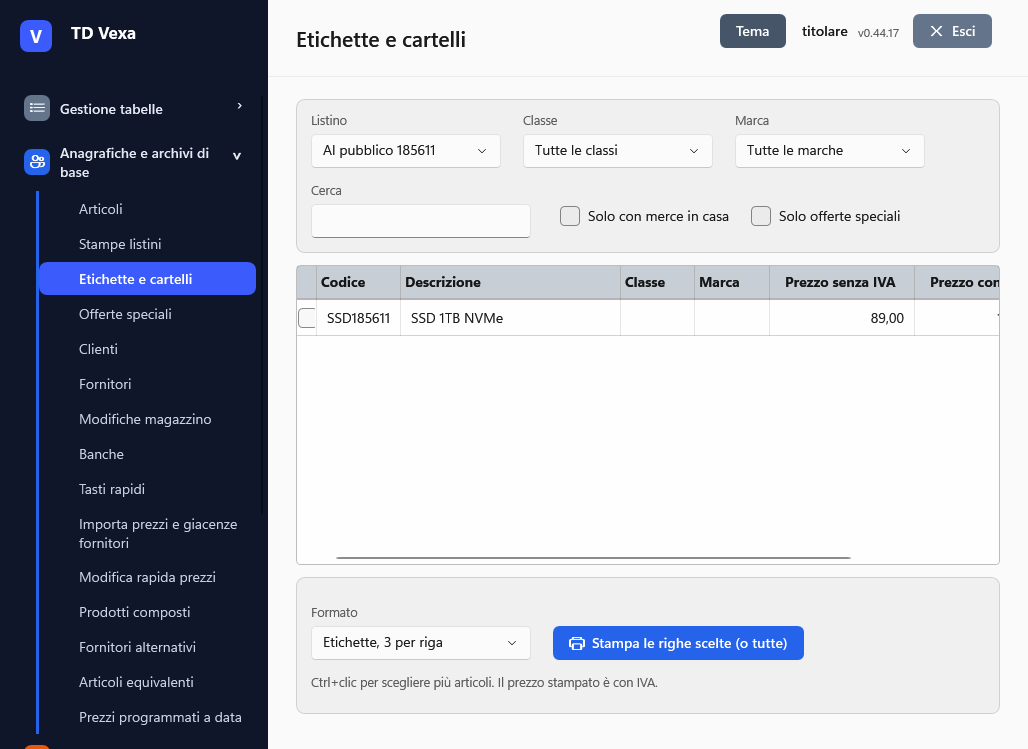 V
TD Vexa
Gestione tabelle
Anagrafiche e archivi di
base
Articoli
Stampe listini
Etichette e cartelli
Offerte speciali
Clienti
Fornitori
Modifiche magazzino
Banche
Tasti rapidi
Importa prezzi e giacenze
fornitori
Modifica rapida prezzi
Prodotti composti
Fornitori alternativi
Articoli equivalenti
Prezzi programmati a data
Etichette e cartelli
Tema
titolare
v0.44.17
Esci
Listino
Classe
Marca
Al pubblico 185611
Tutte le classi
Tutte le marche
Cerca
Solo con merce in casa
Solo offerte speciali
Codice Descrizione Classe Marca Prezzo senza IVA Prezzo con
SSD185611 SSD 1TB NVMe 89,00
Formato
Etichette, 3 per riga
Stampa le righe scelte (o tutte)
Ctrl+clic per scegliere più articoli. Il prezzo stampato è con IVA.